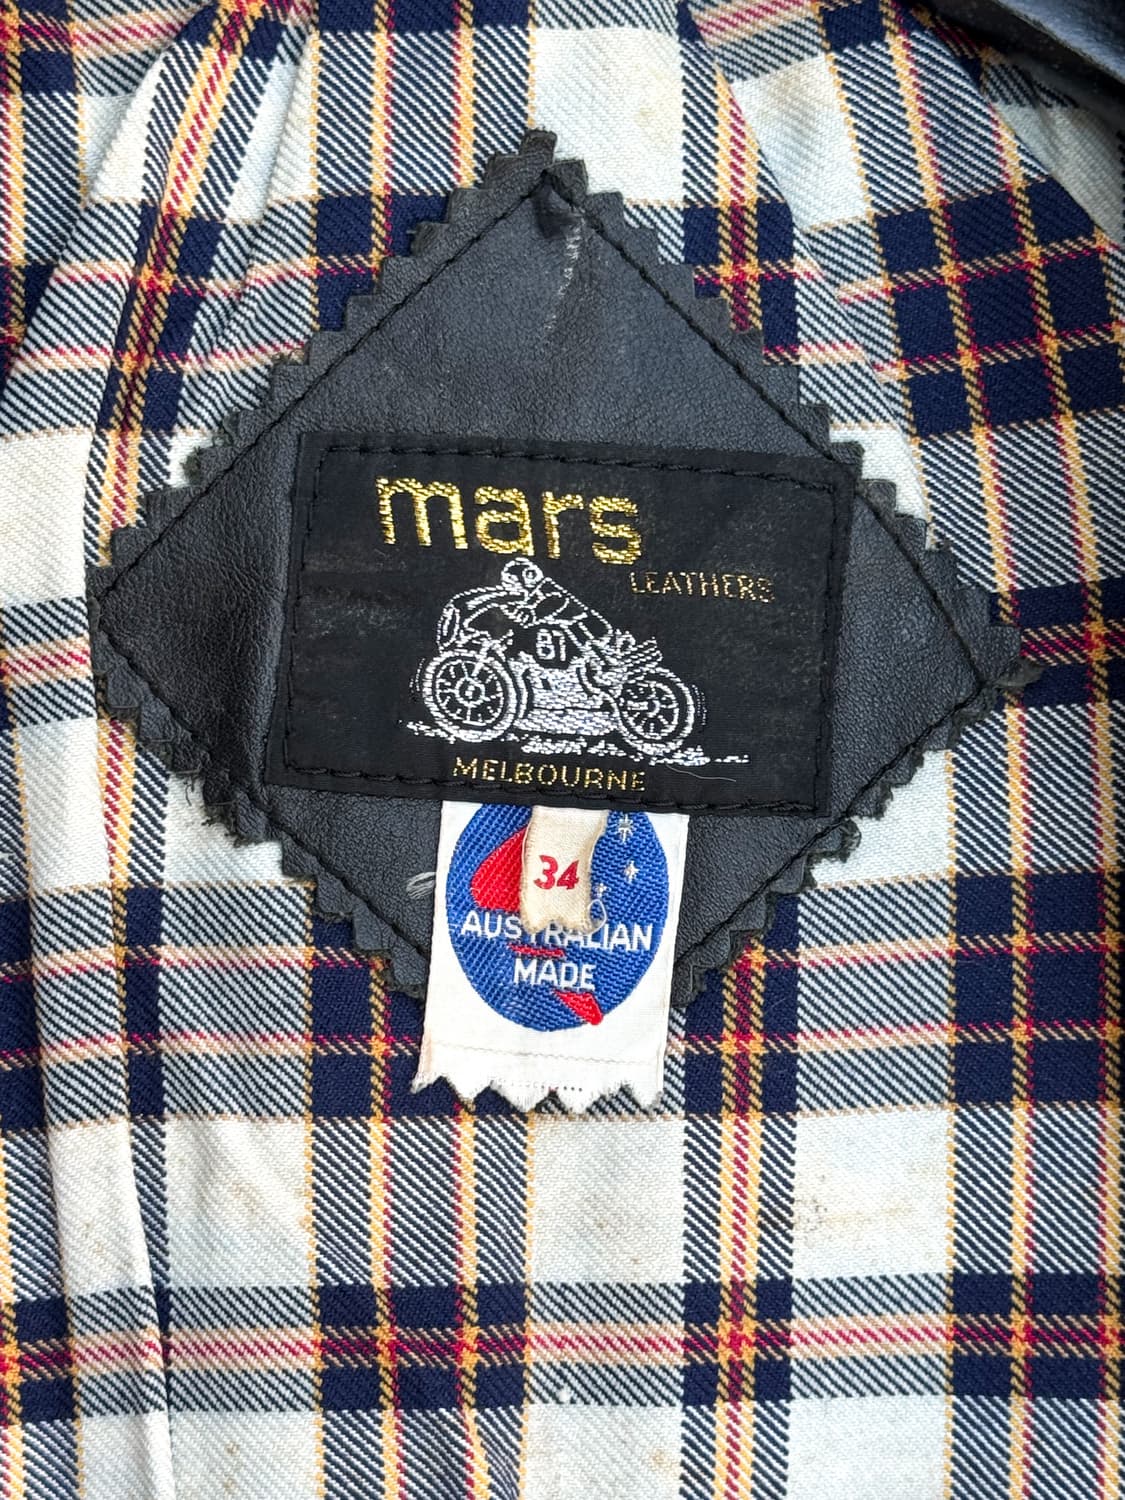 mars
LEATHERS
81
MELBOURNE
34
AUSTRALIAN
MADE